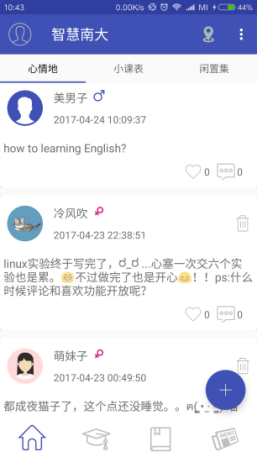 10:43
0.00K/s
MI
44%
智慧南大
心情地
小课表
闲置集
美男子
2017-04-24 10:09:37
how to learning English?
0
0
冷风吹
2017-04-23 22:38:51
linux实验终于写完了，ರ_ರ ...心塞一次交六个实
验也是累。😑不过做完了也是开心😊！！ps:什么
时候评论和喜欢功能开放呢？
0
0
萌妹子
2017-04-23 00:49:50
都成夜猫子了，这个点还没睡觉。。
NEWS